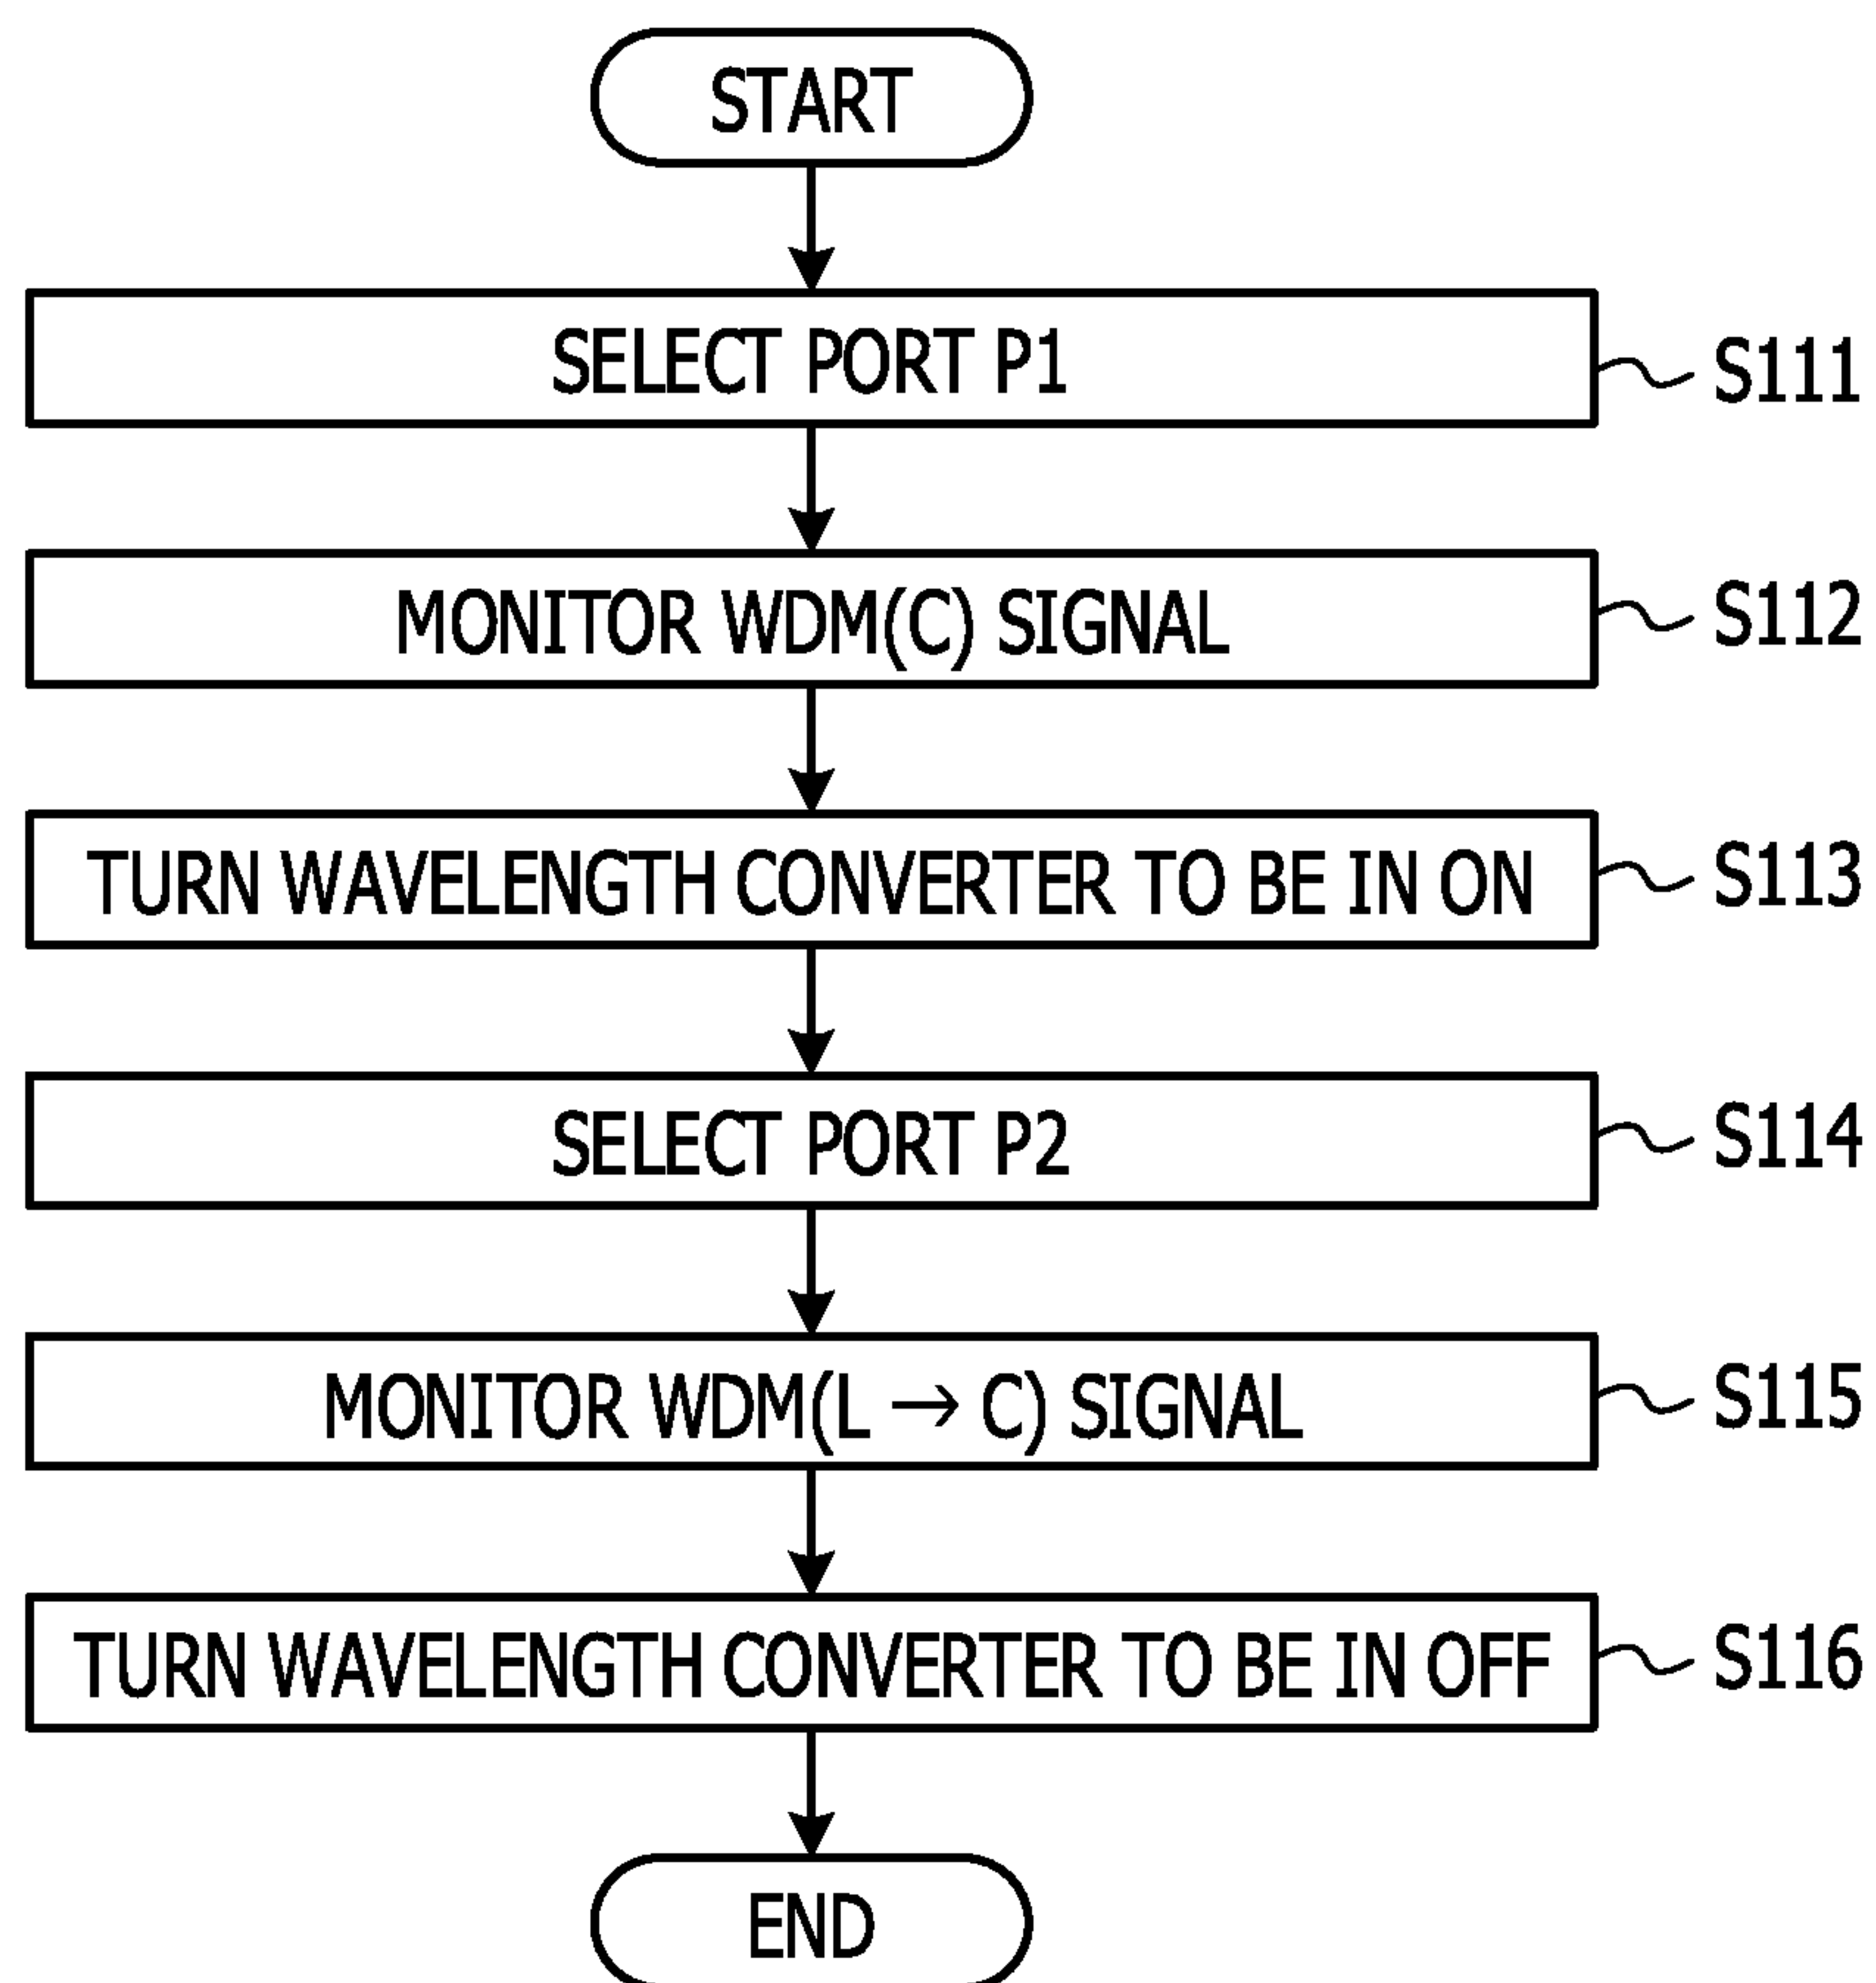 START
SELECT PORT P1
S111
MONITOR WDM(C) SIGNAL
S112
TURN WAVELENGTH CONVERTER TO BE IN ON
S113
SELECT PORT P2
S114
MONITOR WDM(L → C) SIGNAL
S115
TURN WAVELENGTH CONVERTER TO BE IN OFF
S116
END